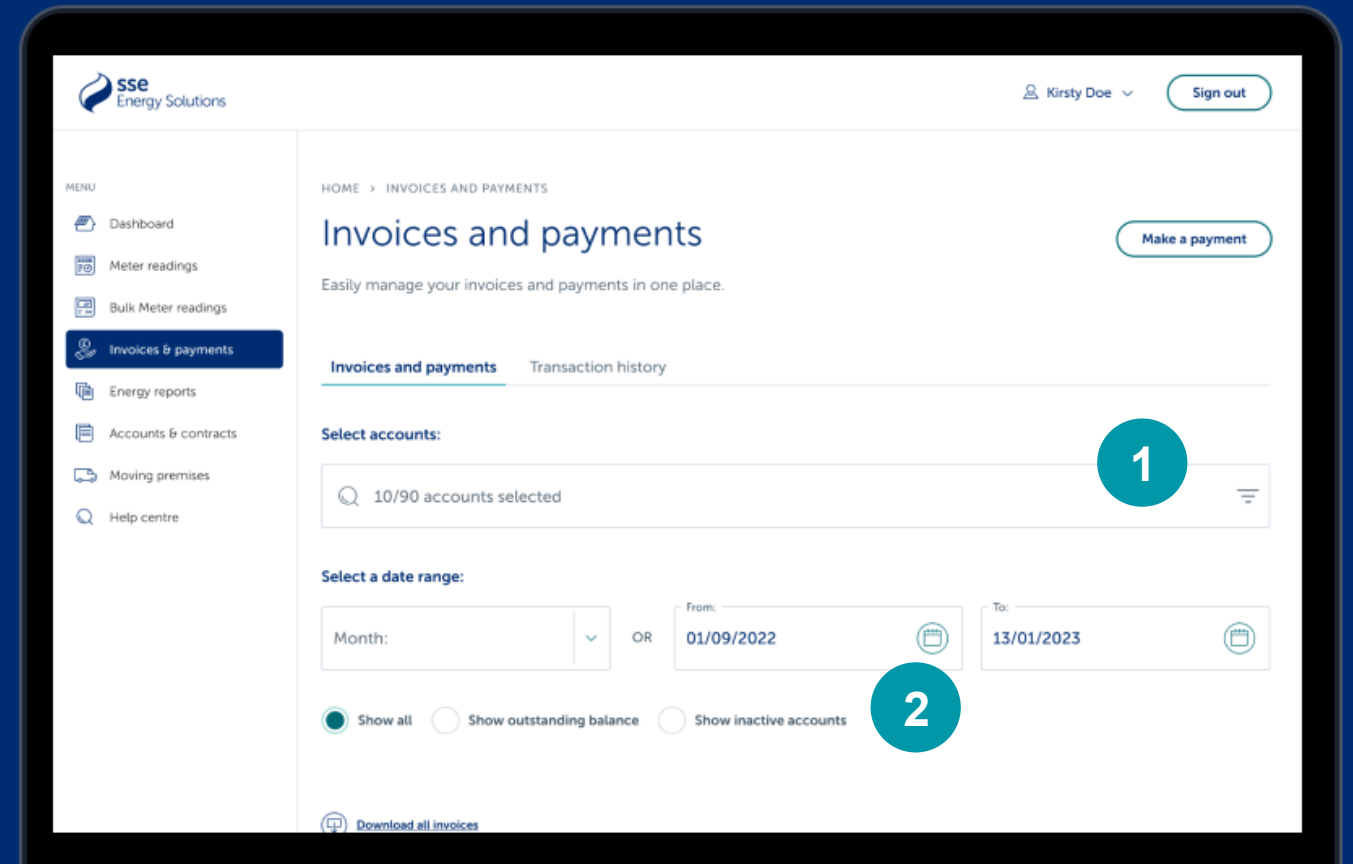 sse
Energy Solutions
Kirsty Doe
Sign out
MENU
Dashboard
Meter readings
Bulk Meter readings
Invoices & payments
Energy reports
Accounts & contracts
Moving premises
Help centre
HOME > INVOICES AND PAYMENTS
Invoices and payments
Make a payment
Easily manage your invoices and payments in one place.
Invoices and payments Transaction history
Select accounts:
1
10/90 accounts selected
Select a date range:
Month:
OR
From:
01/09/2022
To:
13/01/2023
2
Show all Show outstanding balance Show inactive accounts
Download all invoices